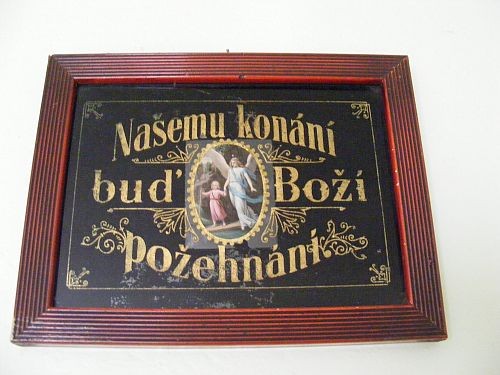 Našemu konání
buď Boží
požehnání